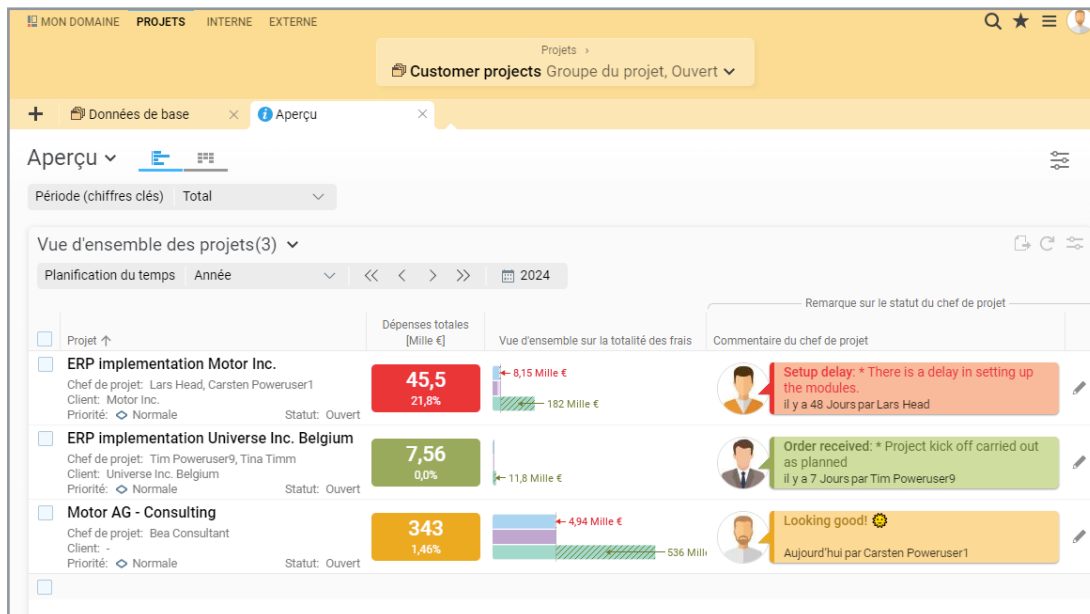 MON DOMAINE PROJETS INTERNE EXTERNE
Projets ›
Customer projects Groupe du projet, Ouvert
Données de base Aperçu
Aperçu
Période (chiffres clés) Total
Vue d'ensemble des projets(3)
Planification du temps Année 2024
Remarque sur le statut du chef de projet
Dépenses totales
Projet [Mille €] Vue d'ensemble sur la totalité des frais Commentaire du chef de projet
ERP implementation Motor Inc.
Chef de projet: Lars Head, Carsten Poweruser1
Client: Motor Inc.
Priorité: Normale Statut: Ouvert
45,5
21,8%
8,15 Mille €
182 Mille €
Setup delay: * There is a delay in setting up
the modules.
il y a 48 Jours par Lars Head
ERP implementation Universe Inc. Belgium
Chef de projet: Tim Poweruser9, Tina Timm
Client: Universe Inc. Belgium
Priorité: Normale Statut: Ouvert
7,56
0,0%
11,8 Mille €
Order received: * Project kick off carried out
as planned
il y a 7 Jours par Tim Poweruser9
Motor AG - Consulting
Chef de projet: Bea Consultant
Client: -
Priorité: Normale Statut: Ouvert
343
1,46%
4,94 Mille €
536 Mill
Looking good!
Aujourd'hui par Carsten Poweruser1